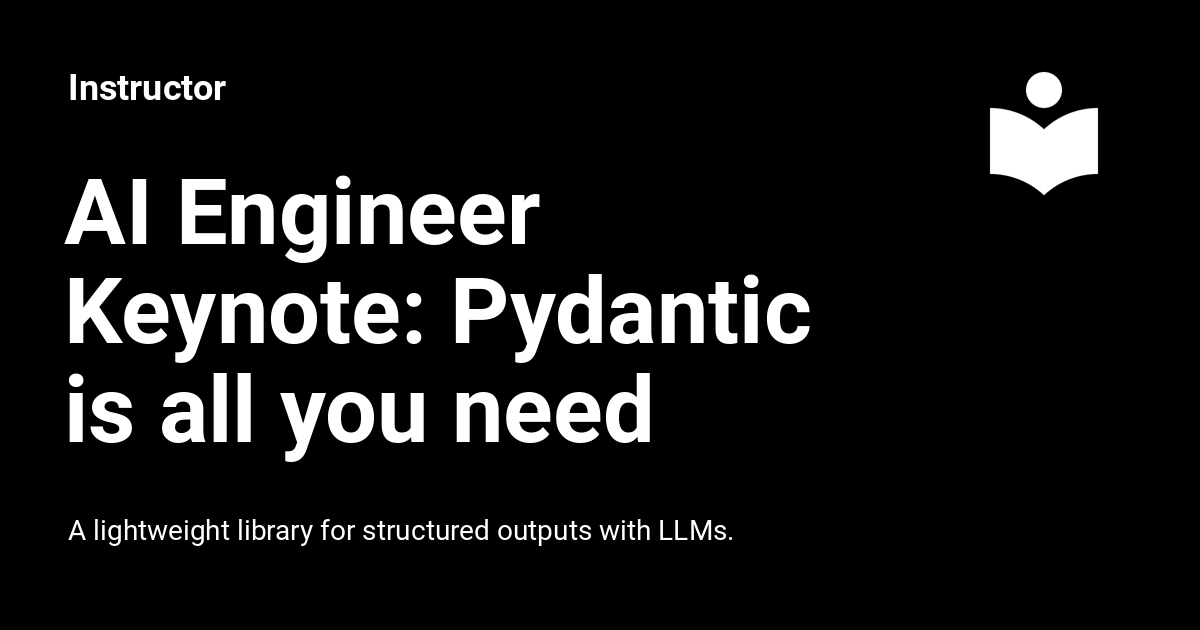 Instructor
AI Engineer
Keynote: Pydantic
is all you need
A lightweight library for structured outputs with LLMs.